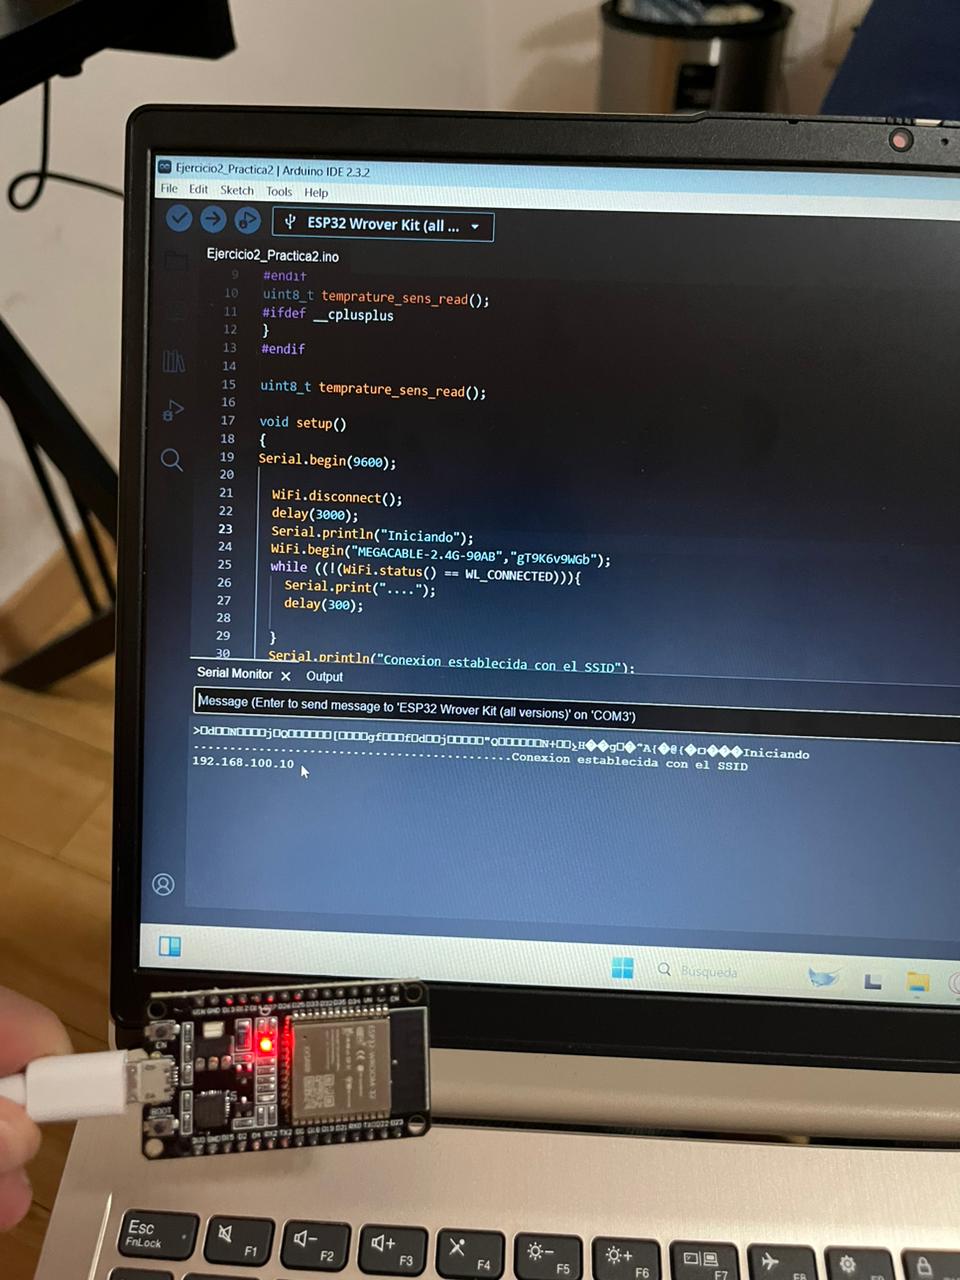 Ejercicio2_Practica2 | Arduino IDE 2.3.2
File Edit Sketch Tools Help
ESP32 Wrover Kit (all ...
Ejercicio2_Practica2.ino
9 #endif
10 uint8_t temprature_sens_read();
11 #ifdef __cplusplus
12 }
13 #endif
14
15 uint8_t temprature_sens_read();
16
17 void setup()
18 {
19 Serial.begin(9600);
20
21 WiFi.disconnect();
22 delay(3000);
23 Serial.println("Iniciando");
24 WiFi.begin("MEGACABLE-2.4G-90AB","gT9K6v9WGb");
25 while ((!(WiFi.status() == WL_CONNECTED))){
26 Serial.print("....");
27 delay(300);
28
29 }
30 Serial.println("Conexion establecida con el SSID");
Serial Monitor Output
Message (Enter to send message to 'ESP32 Wrover Kit (all versions)' on 'COM3')
Iniciando
Conexion establecida con el SSID
192.168.100.10
Búsqueda
EN
BOOT
ESP-WROOM-32
Esc
FnLock
F1
F2
F3
F4
F5
F6
F7